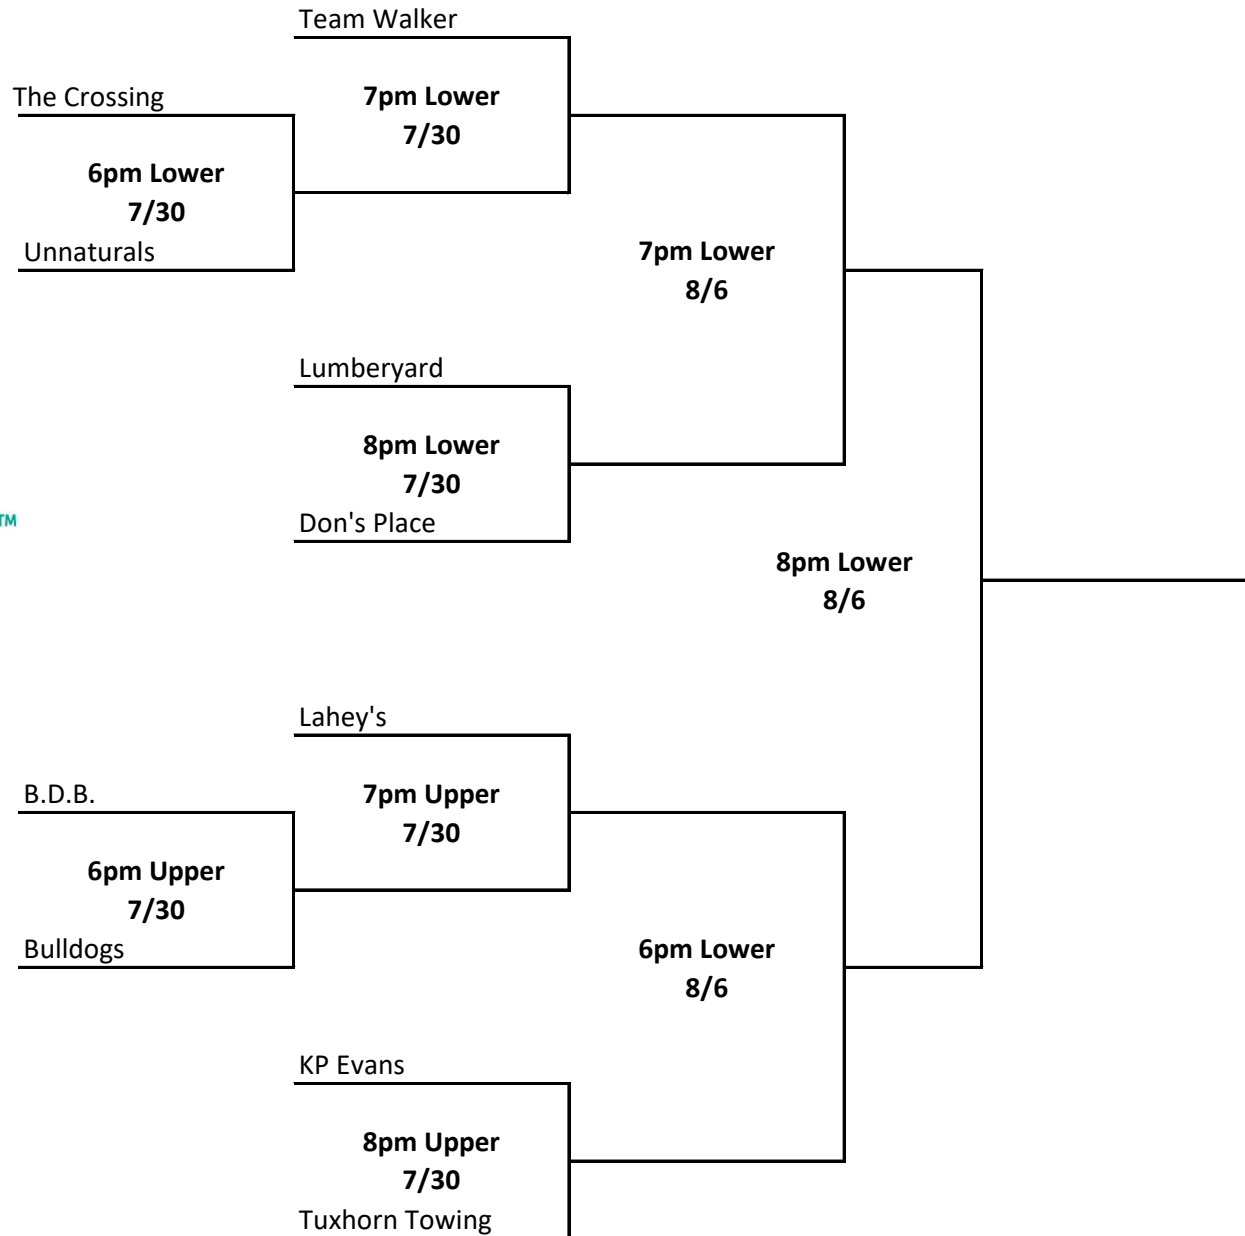 Team Walker
The Crossing
7pm Lower
7/30
6pm Lower
7/30
Unnaturals
7pm Lower
8/6
Lumberyard
8pm Lower
7/30
Don's Place
TM
8pm Lower
8/6
Lahey's
B.D.B.
7pm Upper
7/30
6pm Upper
7/30
Bulldogs
6pm Lower
8/6
KP Evans
8pm Upper
7/30
Tuxhorn Towing